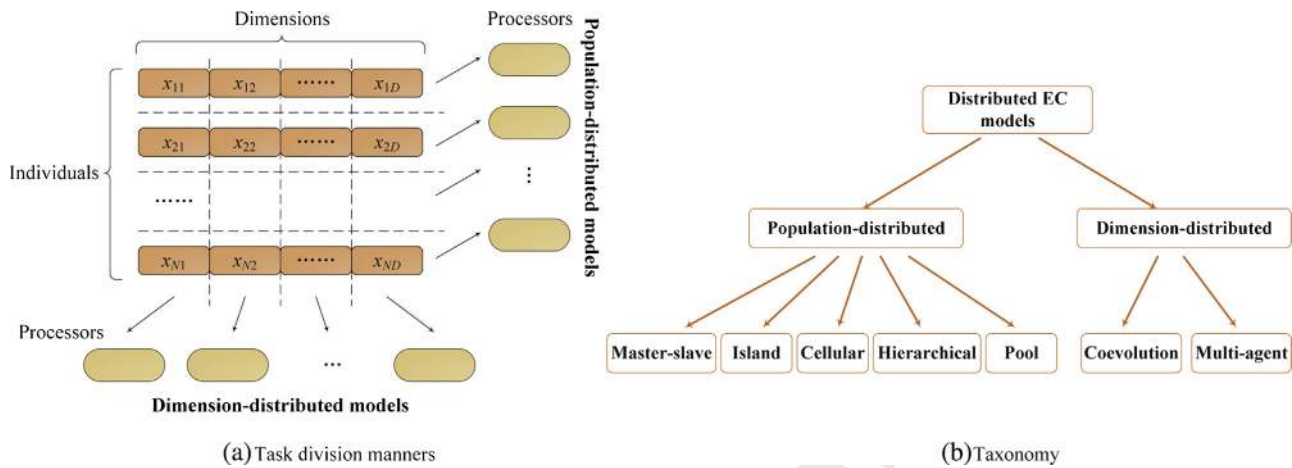 Dimensions
Processors
Population-distributed models
x11 x12 ······ x1D
x21 x22 ······ x2D
Individuals
······
⋮
xN1 xN2 ······ xND
Processors
···
Dimension-distributed models
(a) Task division manners
Distributed EC
models
Population-distributed
Dimension-distributed
Master-slave
Island
Cellular
Hierarchical
Pool
Coevolution
Multi-agent
(b) Taxonomy